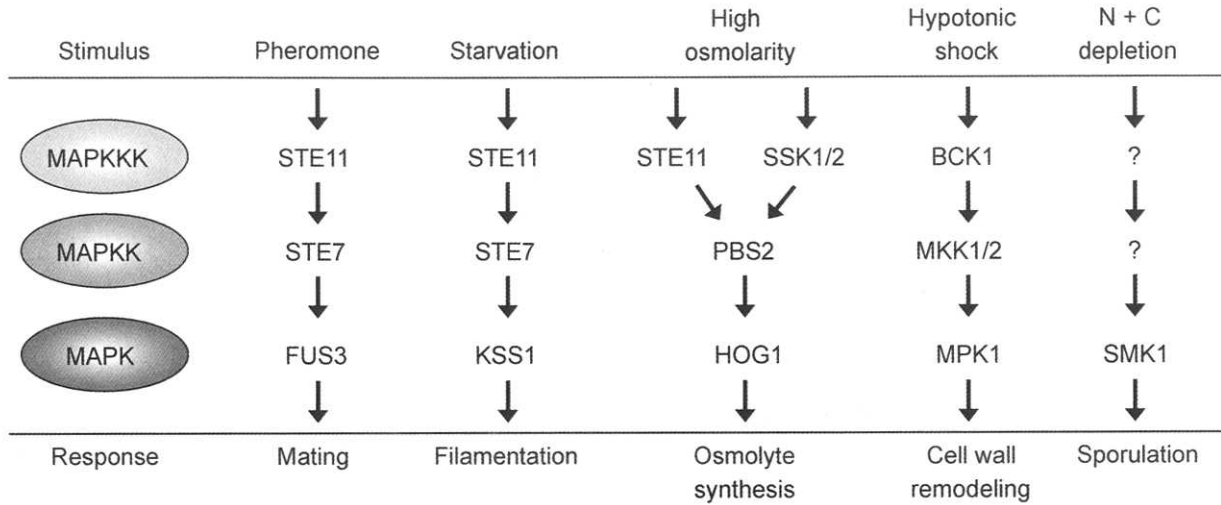 Stimulus Pheromone Starvation High osmolarity Hypotonic shock N + C depletion
MAPKKK STE11 STE11 STE11 SSK1/2 BCK1 ?
MAPKK STE7 STE7 PBS2 MKK1/2 ?
MAPK FUS3 KSS1 HOG1 MPK1 SMK1
Response Mating Filamentation Osmolyte synthesis Cell wall remodeling Sporulation